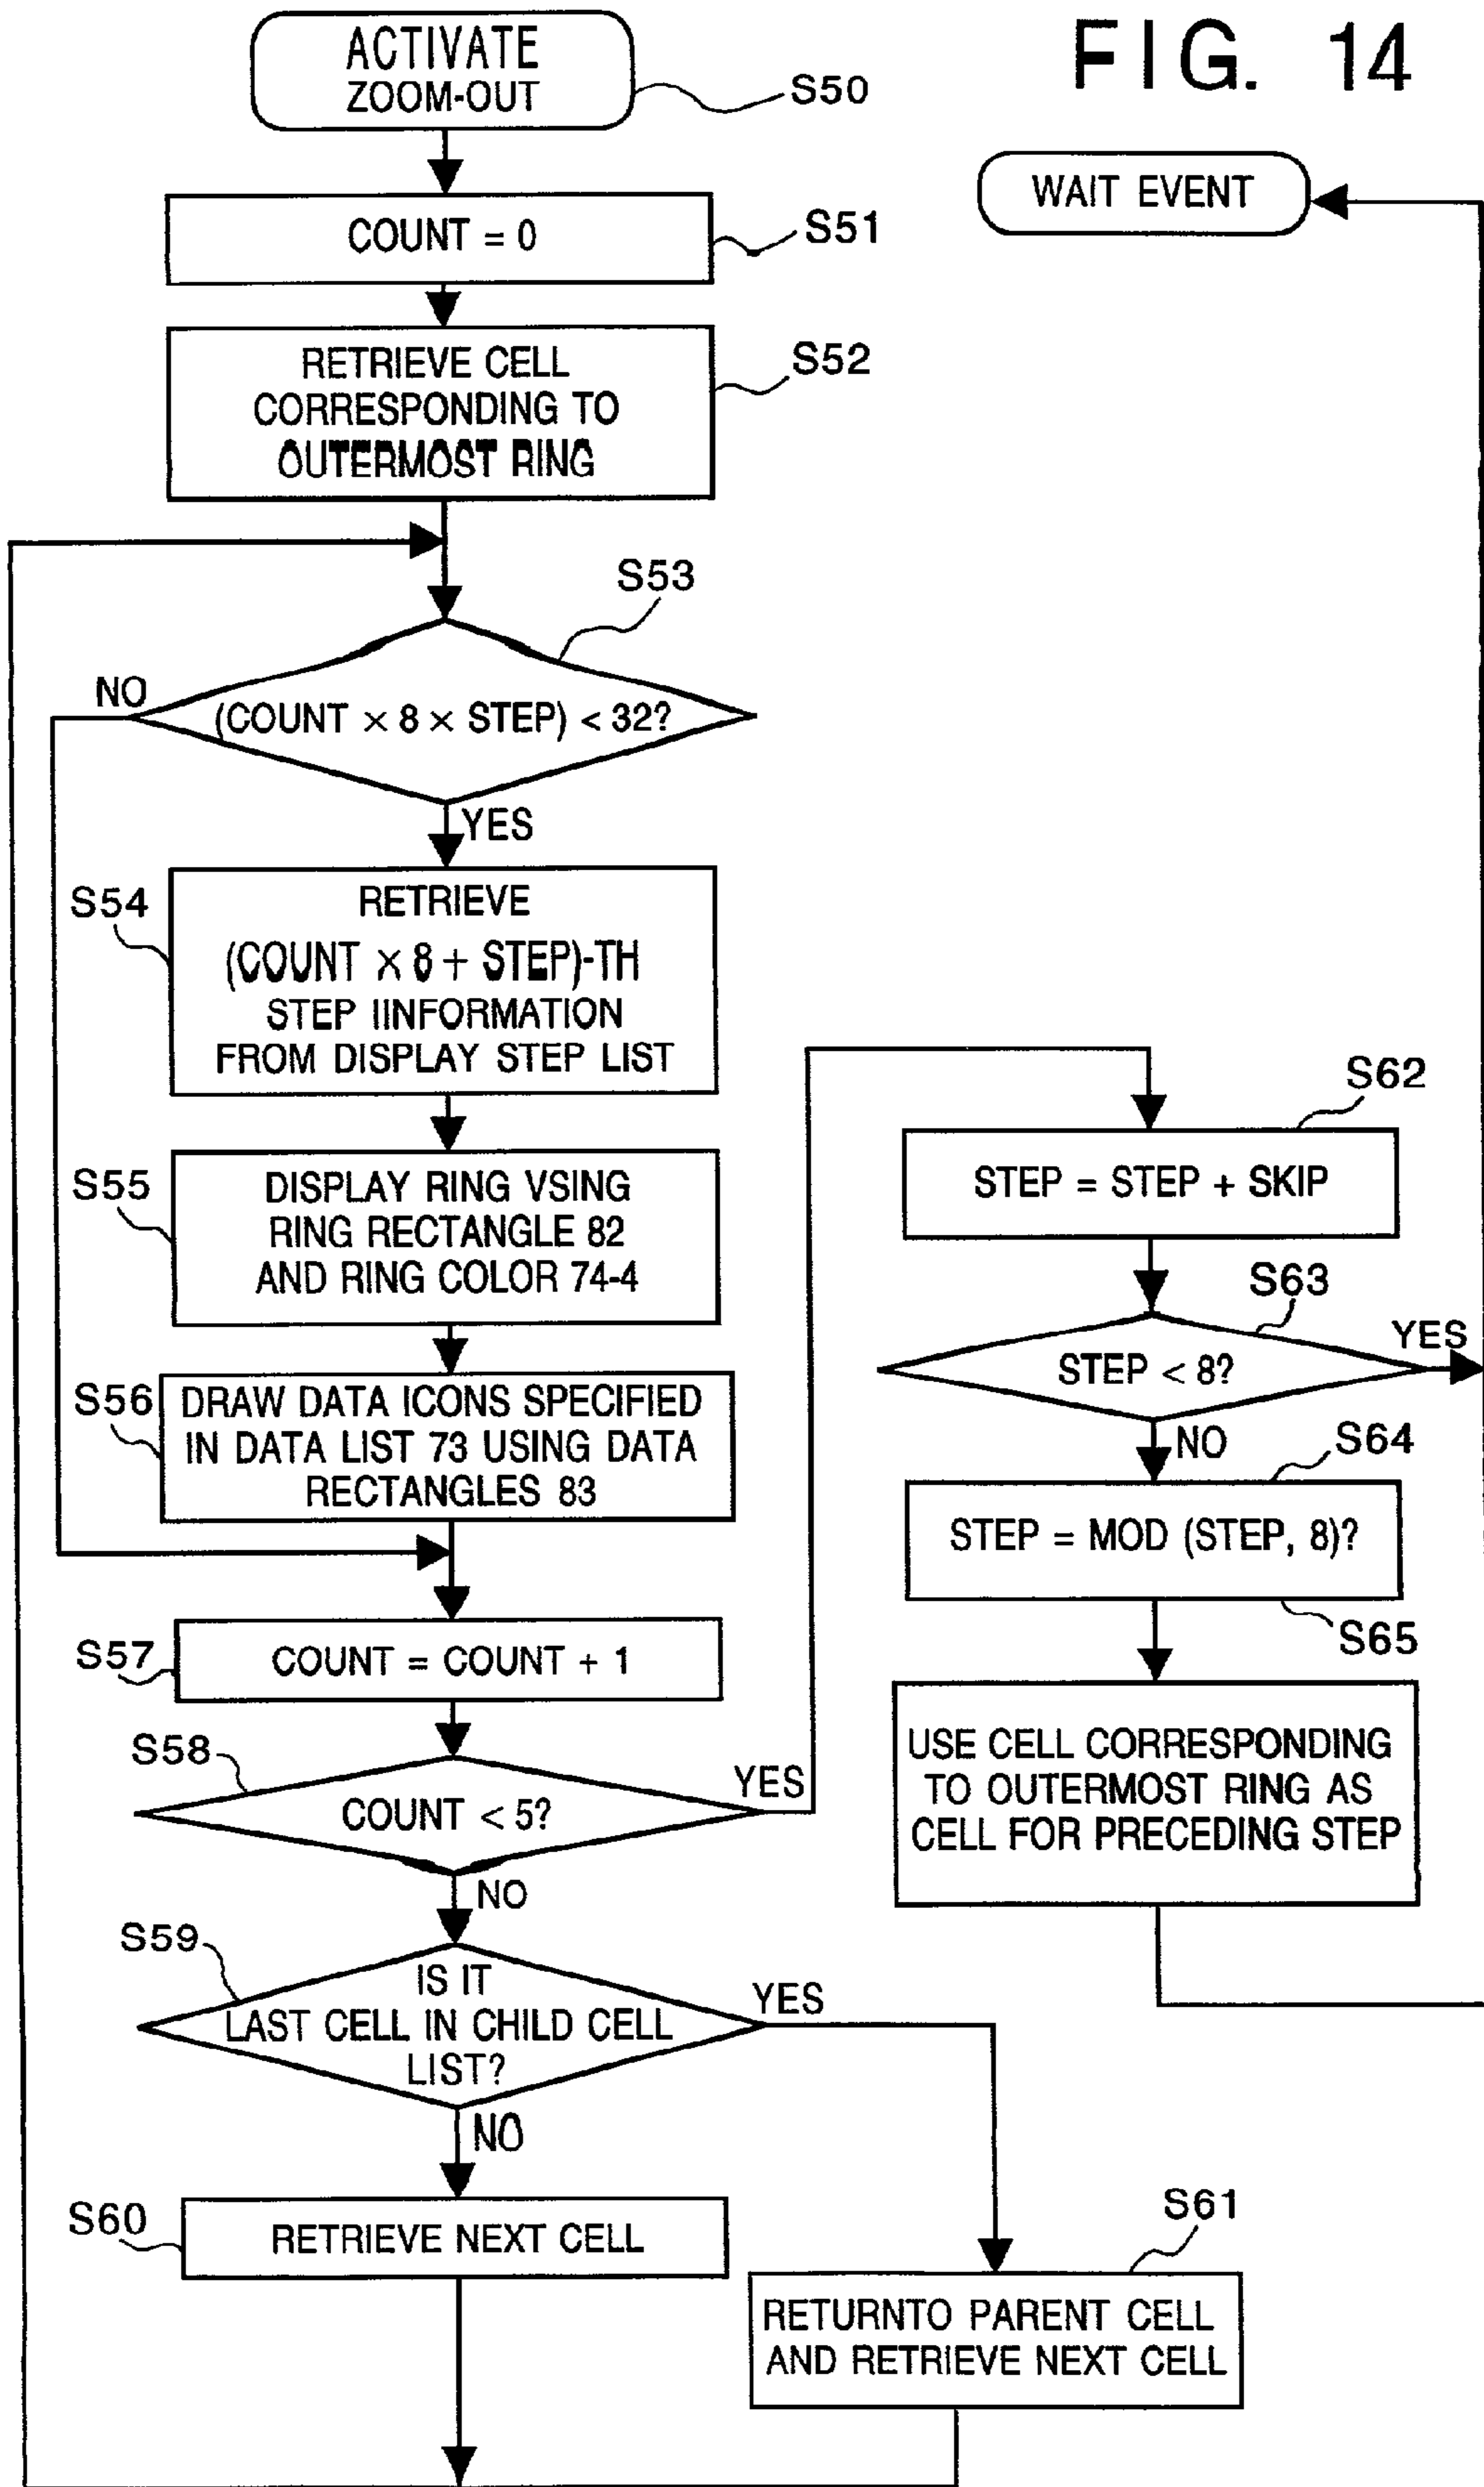 FIG. 14
ACTIVATE
ZOOM-OUT
S50
WAIT EVENT
COUNT = 0
S51
RETRIEVE CELL
CORRESPONDING TO
OUTERMOST RING
S52
S53
NO
(COUNT × 8 × STEP) < 32?
YES
S54
RETRIEVE
(COUNT × 8 + STEP)-TH
STEP IINFORMATION
FROM DISPLAY STEP LIST
S55
DISPLAY RING VSING
RING RECTANGLE 82
AND RING COLOR 74-4
S56
DRAW DATA ICONS SPECIFIED
IN DATA LIST 73 USING DATA
RECTANGLES 83
S57
COUNT = COUNT + 1
S58
COUNT < 5?
YES
NO
S59
IS IT
LAST CELL IN CHILD CELL
LIST?
YES
NO
S60
RETRIEVE NEXT CELL
S61
RETURNTO PARENT CELL
AND RETRIEVE NEXT CELL
S62
STEP = STEP + SKIP
S63
STEP < 8?
YES
NO
S64
STEP = MOD (STEP, 8)?
S65
USE CELL CORRESPONDING
TO OUTERMOST RING AS
CELL FOR PRECEDING STEP